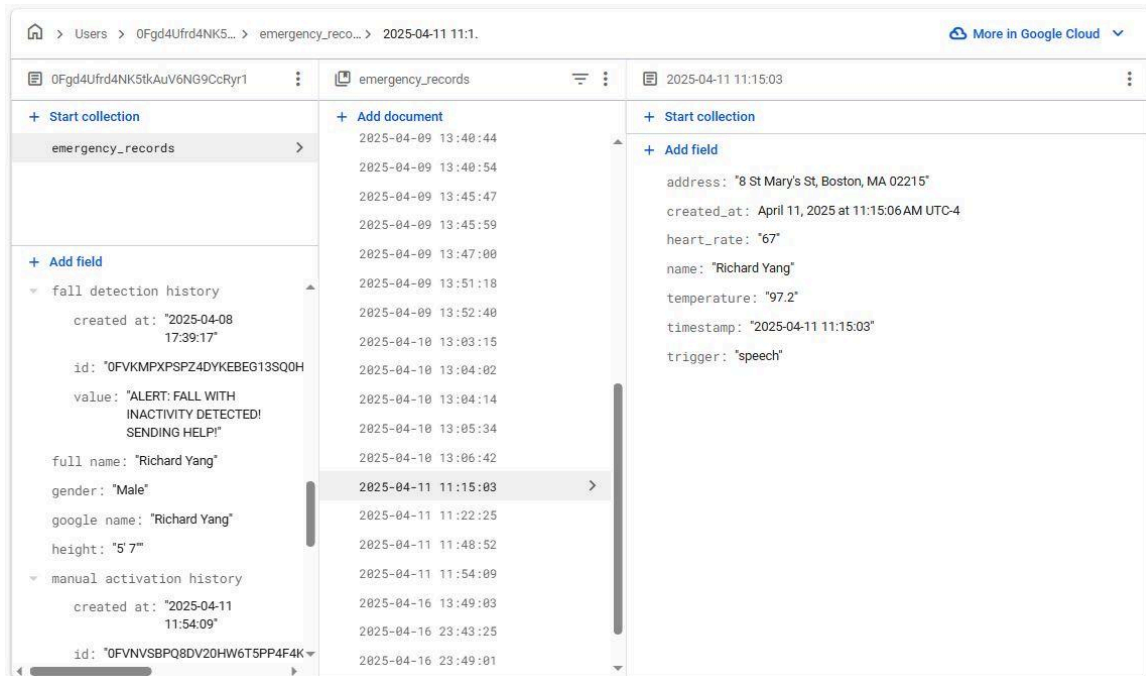 Users > 0Fgd4Ufrd4NK5... > emergency_reco... > 2025-04-11 11:1.
More in Google Cloud
0Fgd4Ufrd4NK5tkAuV6NG9CcRyr1
+ Start collection
emergency_records
+ Add field
fall detection history
created at: "2025-04-08
17:39:17"
id: "0FVKMPXPSPZ4DYKEBEG13SQ0H
value: "ALERT: FALL WITH
INACTIVITY DETECTED!
SENDING HELP!"
full name: "Richard Yang"
gender: "Male"
google name: "Richard Yang"
height: "5' 7""
manual activation history
created at: "2025-04-11
11:54:09"
id: "0FVNVSBPQ8DV20HW6T5PP4F4K
emergency_records
+ Add document
2025-04-09 13:40:44
2025-04-09 13:40:54
2025-04-09 13:45:47
2025-04-09 13:45:59
2025-04-09 13:47:00
2025-04-09 13:51:18
2025-04-09 13:52:40
2025-04-10 13:03:15
2025-04-10 13:04:02
2025-04-10 13:04:14
2025-04-10 13:05:34
2025-04-10 13:06:42
2025-04-11 11:15:03
2025-04-11 11:22:25
2025-04-11 11:48:52
2025-04-11 11:54:09
2025-04-16 13:49:03
2025-04-16 23:43:25
2025-04-16 23:49:01
2025-04-11 11:15:03
+ Start collection
+ Add field
address: "8 St Mary's St, Boston, MA 02215"
created_at: April 11, 2025 at 11:15:06 AM UTC-4
heart_rate: "67"
name: "Richard Yang"
temperature: "97.2"
timestamp: "2025-04-11 11:15:03"
trigger: "speech"